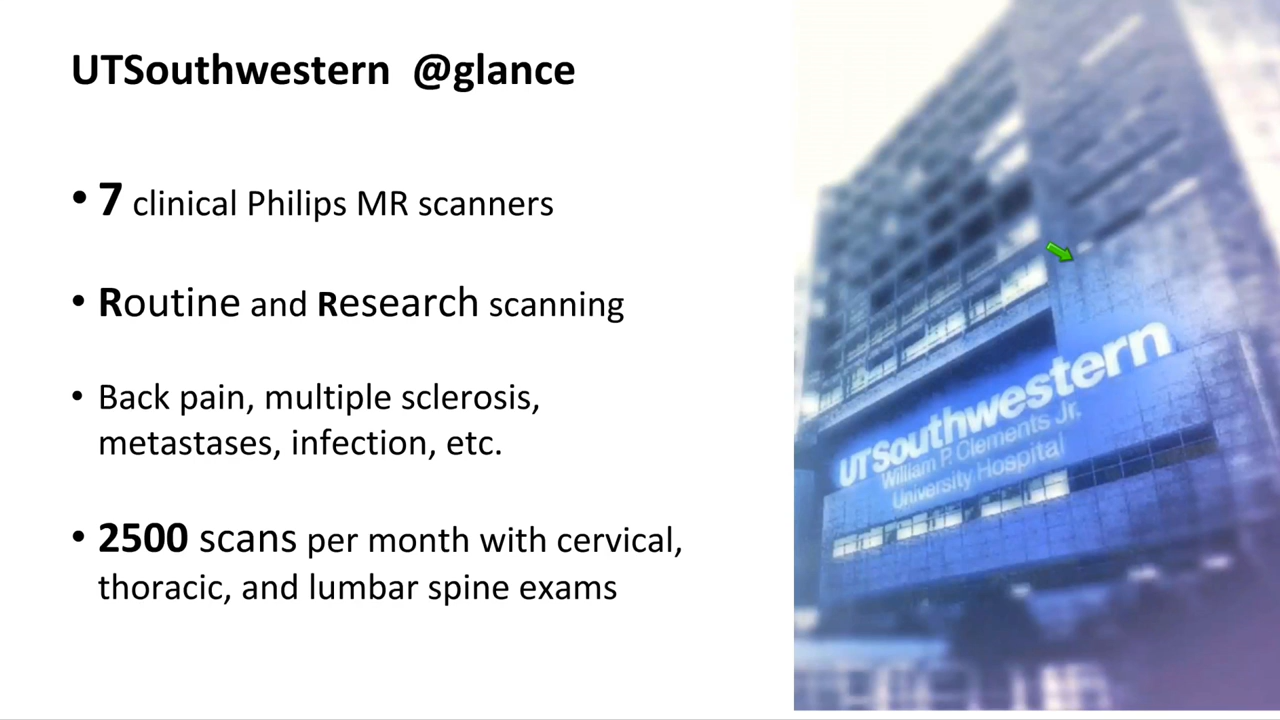 UTSouthwestern @glance
• 7 clinical Philips MR scanners
• Routine and Research scanning
• Back pain, multiple sclerosis,
metastases, infection, etc.
• 2500 scans per month with cervical,
thoracic, and lumbar spine exams
UTSouthwestern
William P. Clements Jr.
University Hospital